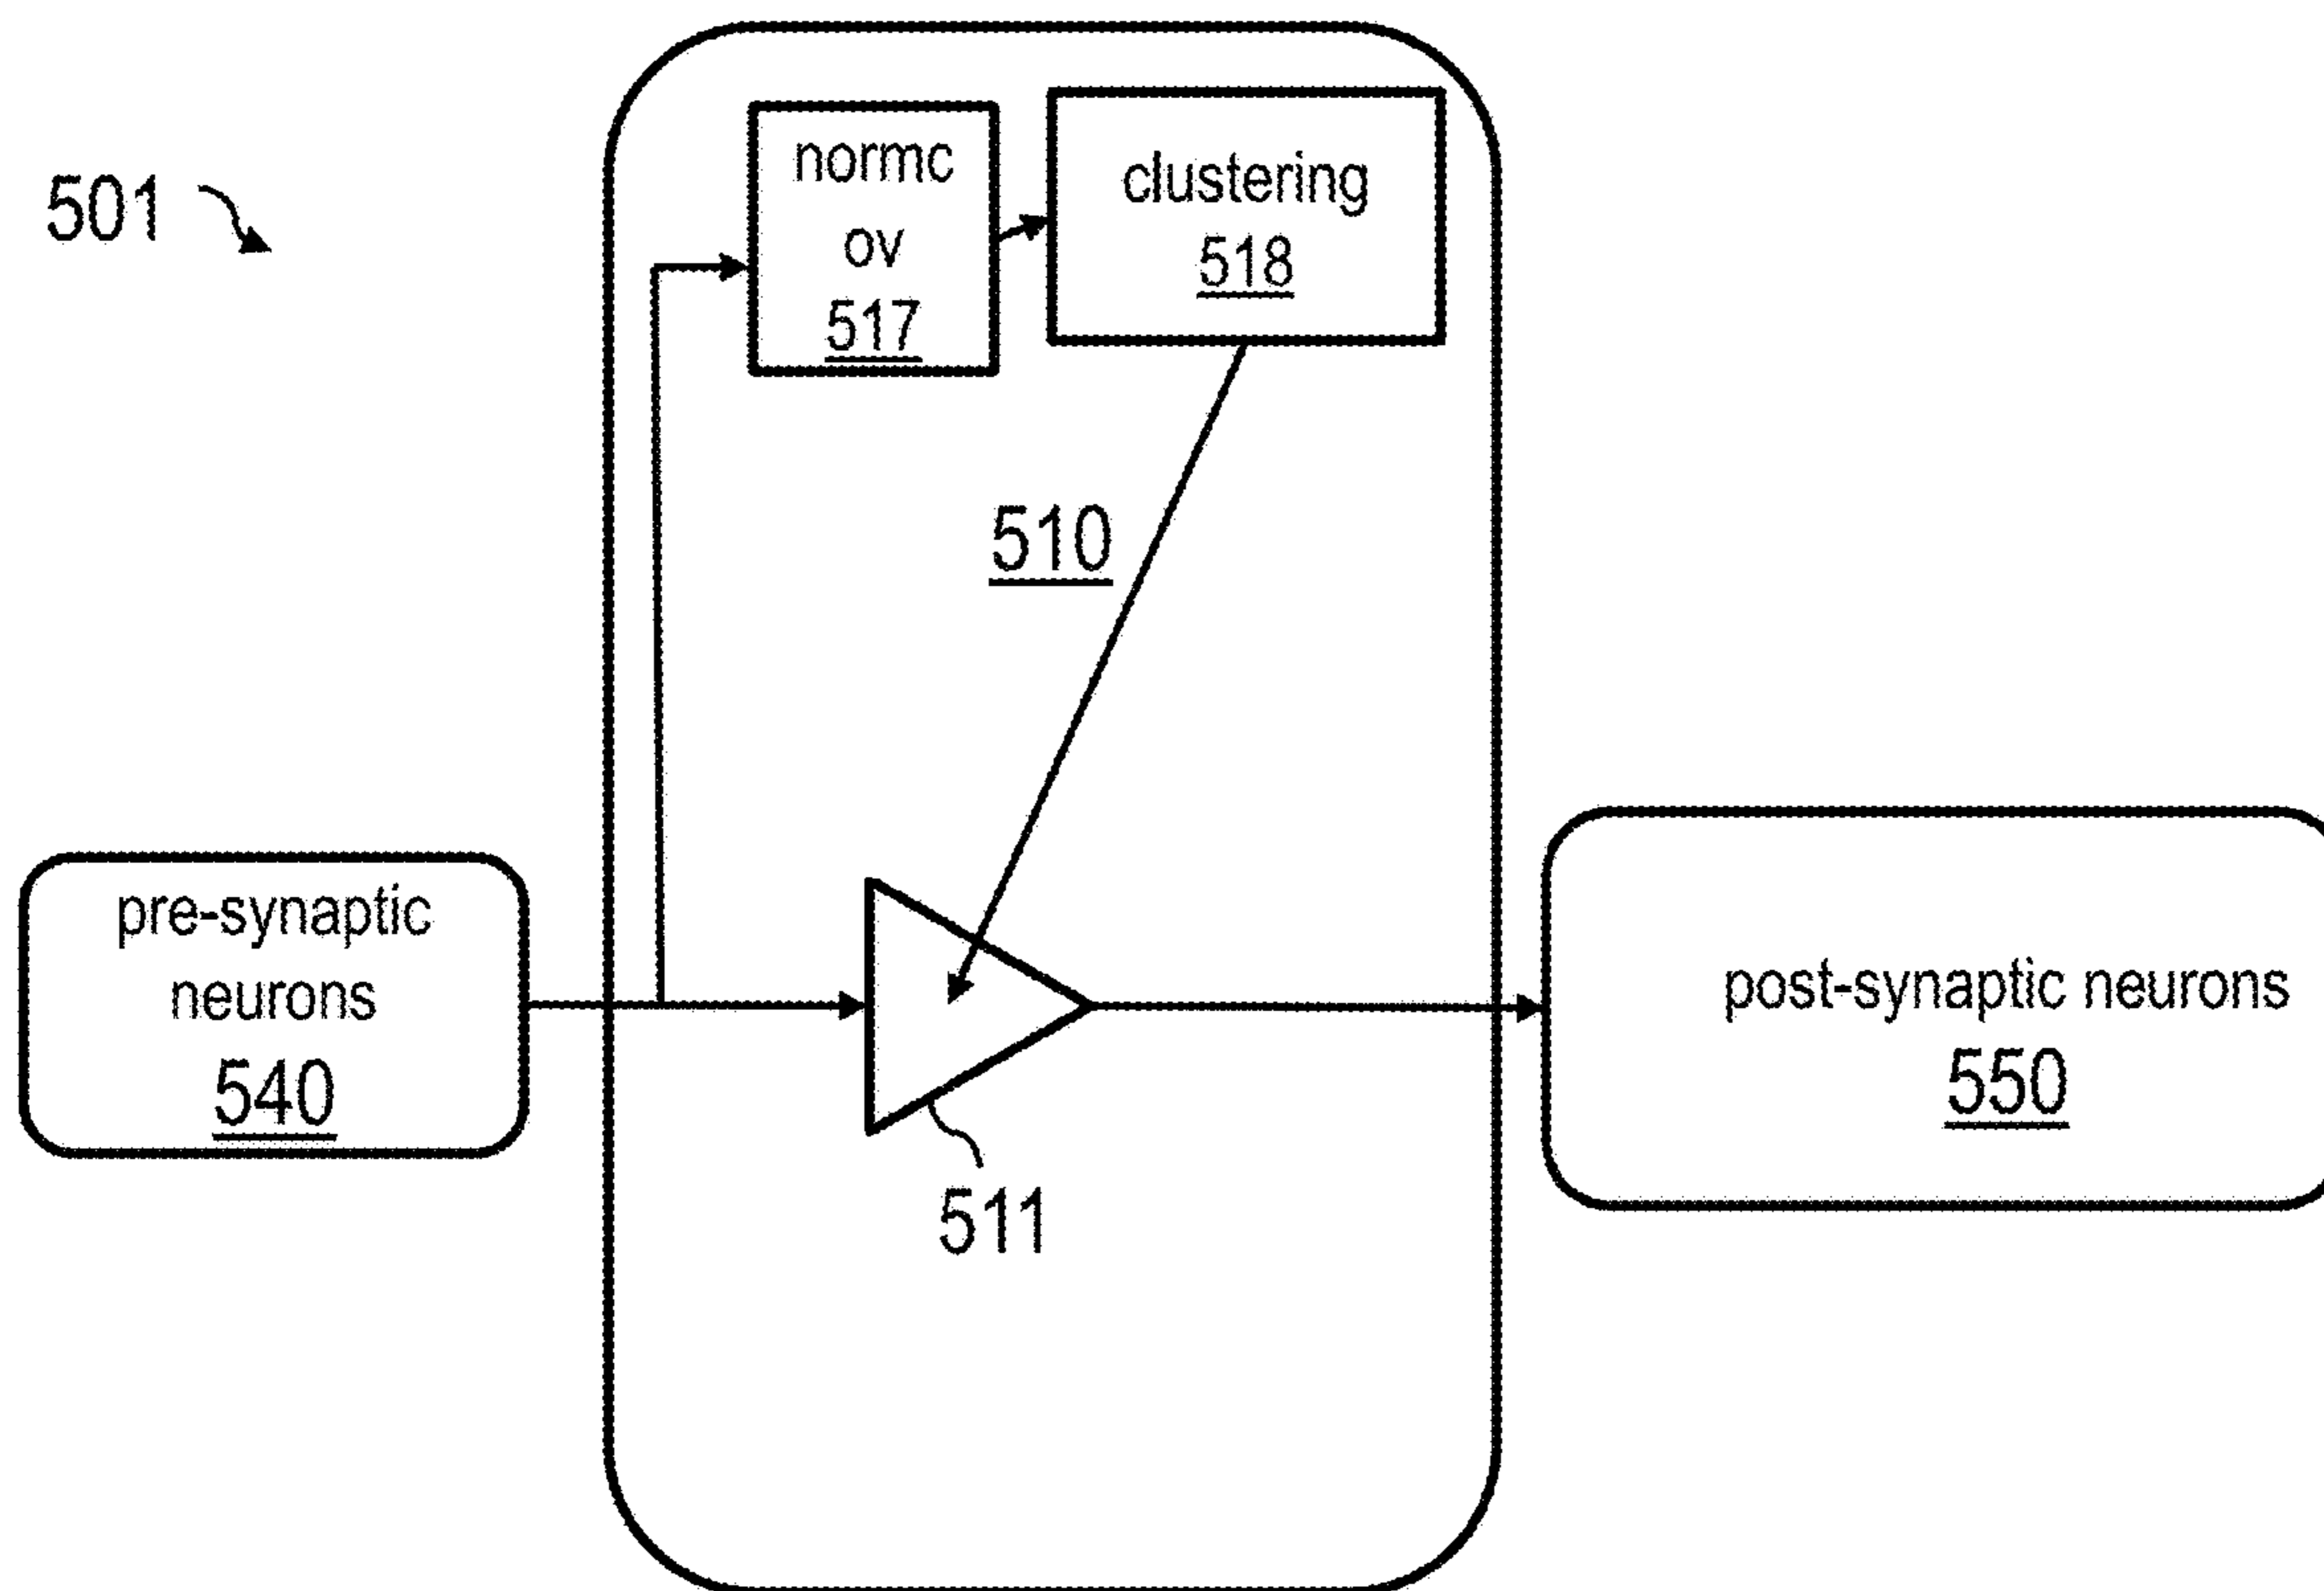 501
normc
ov
517
clustering
518
510
pre-synaptic
neurons
540
post-synaptic neurons
550
511